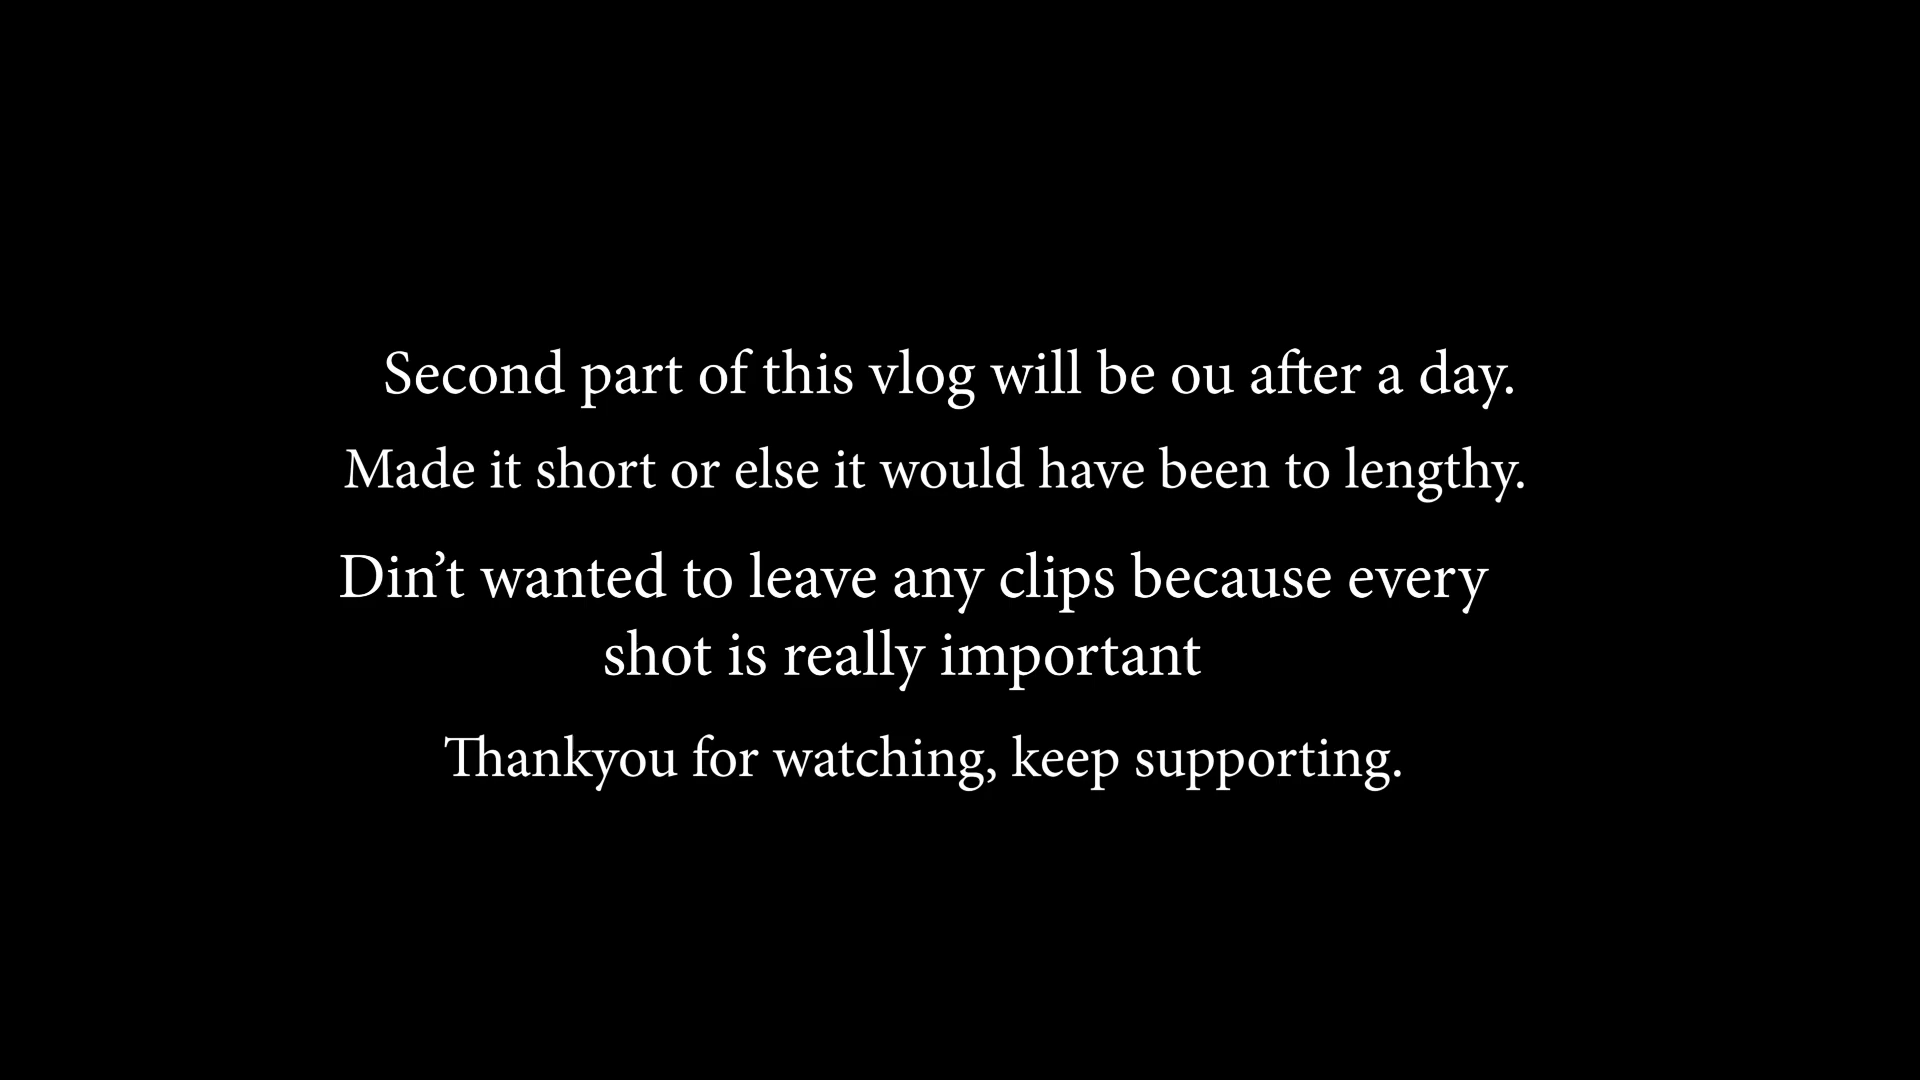 Second part of this vlog will be ou after a day.
Made it short or else it would have been to lengthy.
Din’t wanted to leave any clips because every
shot is really important
Thankyou for watching, keep supporting.